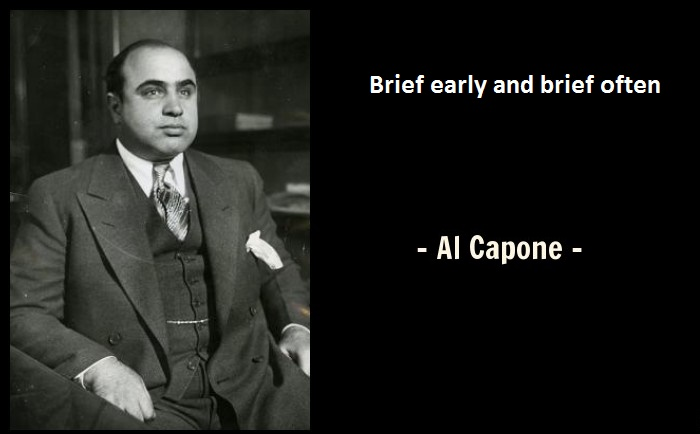 Brief early and brief often
- Al Capone -